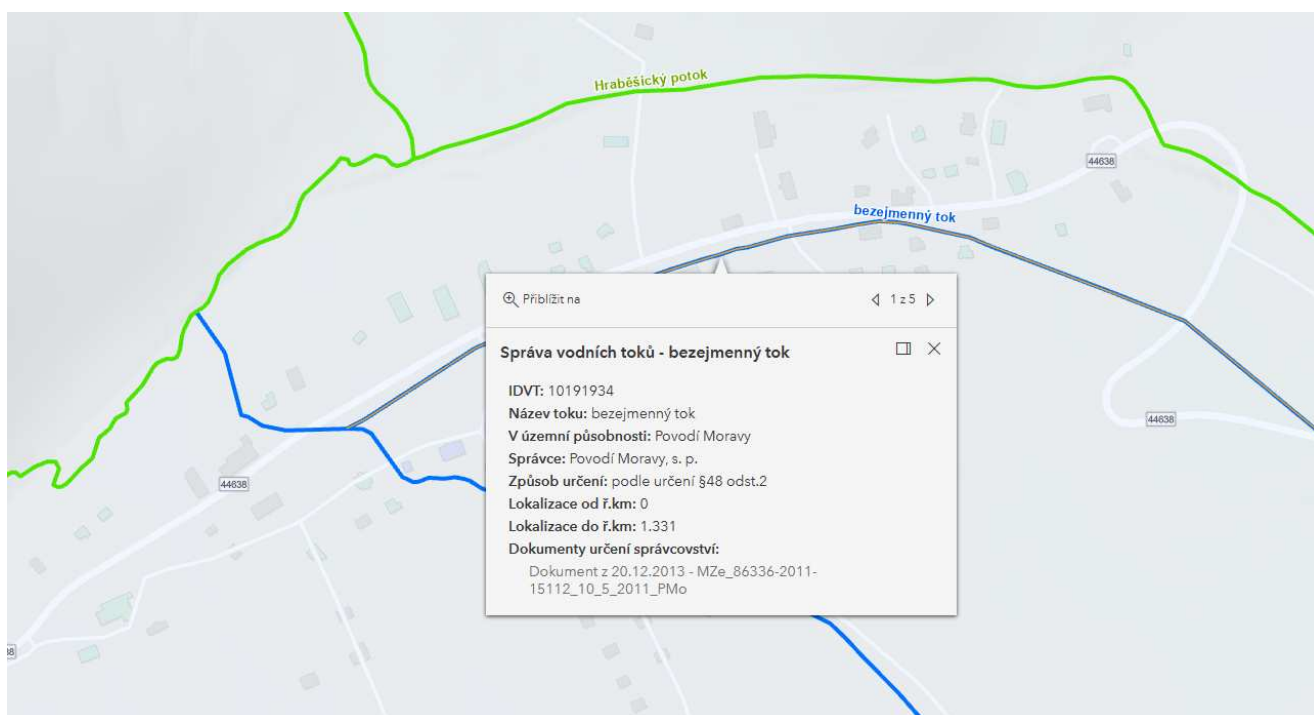 Hraběšický potok
44638
bezejmenný tok
Přiblížit na
1 z 5
Správa vodních toků - bezejmenný tok
IDVT: 10191934
Název toku: bezejmenný tok
V územní působnosti: Povodí Moravy
Správce: Povodí Moravy, s. p.
Způsob určení: podle určení §48 odst.2
Lokalizace od ř.km: 0
Lokalizace do ř.km: 1.331
Dokumenty určení správcovství:
Dokument z 20.12.2013 - MZe_86336-2011-
15112_10_5_2011_PMo
44638
44638
38